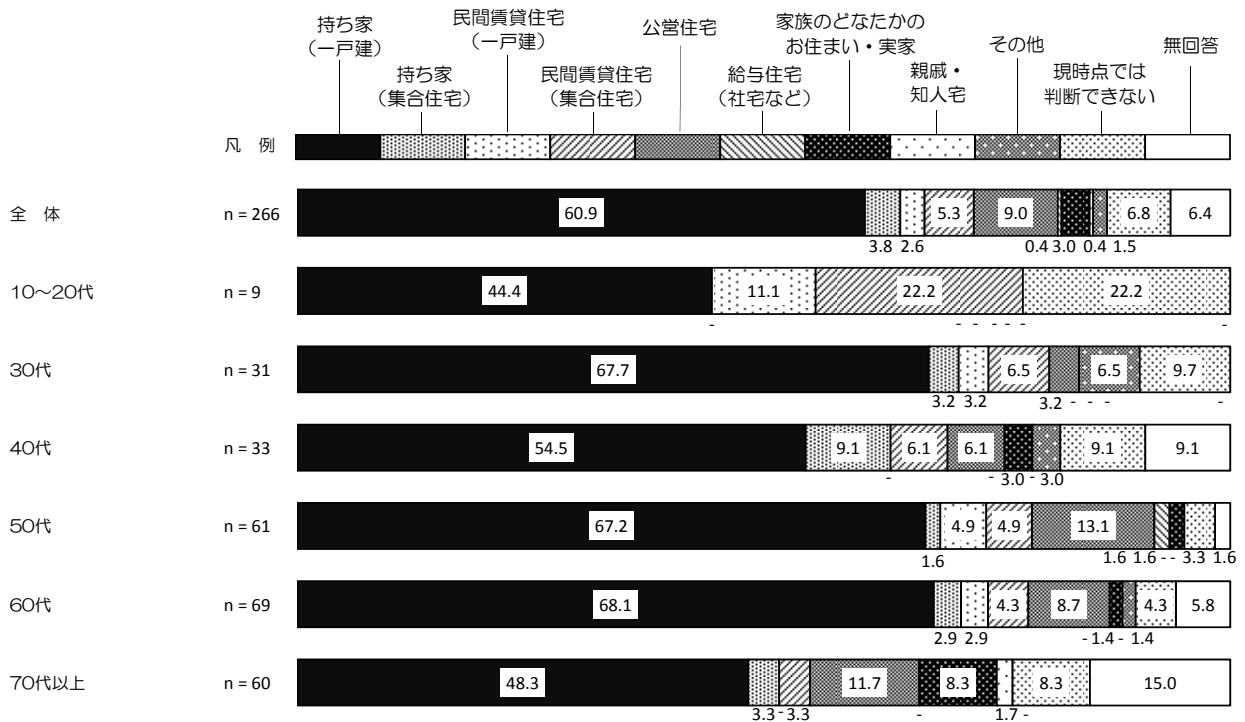 持ち家
（一戸建）
持ち家
（集合住宅）
民間賃貸住宅
（一戸建）
民間賃貸住宅
（集合住宅）
公営住宅
給与住宅
（社宅など）
家族のどなたかの
お住まい・実家
親戚・
知人宅
その他
現時点では
判断できない
無回答
凡　例
全　体 n = 266 60.9 5.3 9.0 6.8 6.4
3.8 2.6 0.4 3.0 0.4 1.5
10～20代 n = 9 44.4 11.1 22.2 22.2
- - - - - -
30代 n = 31 67.7 6.5 6.5 9.7
3.2 3.2 3.2 - - - -
40代 n = 33 54.5 9.1 6.1 6.1 9.1 9.1
- - 3.0 - 3.0
50代 n = 61 67.2 4.9 4.9 13.1
1.6 1.6 1.6 - - 3.3 1.6
60代 n = 69 68.1 4.3 8.7 4.3 5.8
2.9 2.9 - 1.4 - 1.4
70代以上 n = 60 48.3 11.7 8.3 8.3 15.0
3.3 - 3.3 - 1.7 -